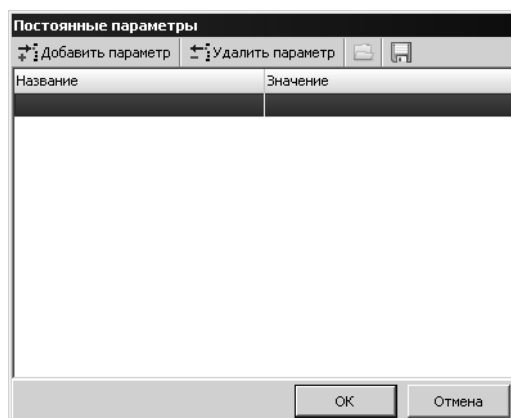 Постоянные параметры
Добавить параметр Удалить параметр
Название Значение
OK Отмена